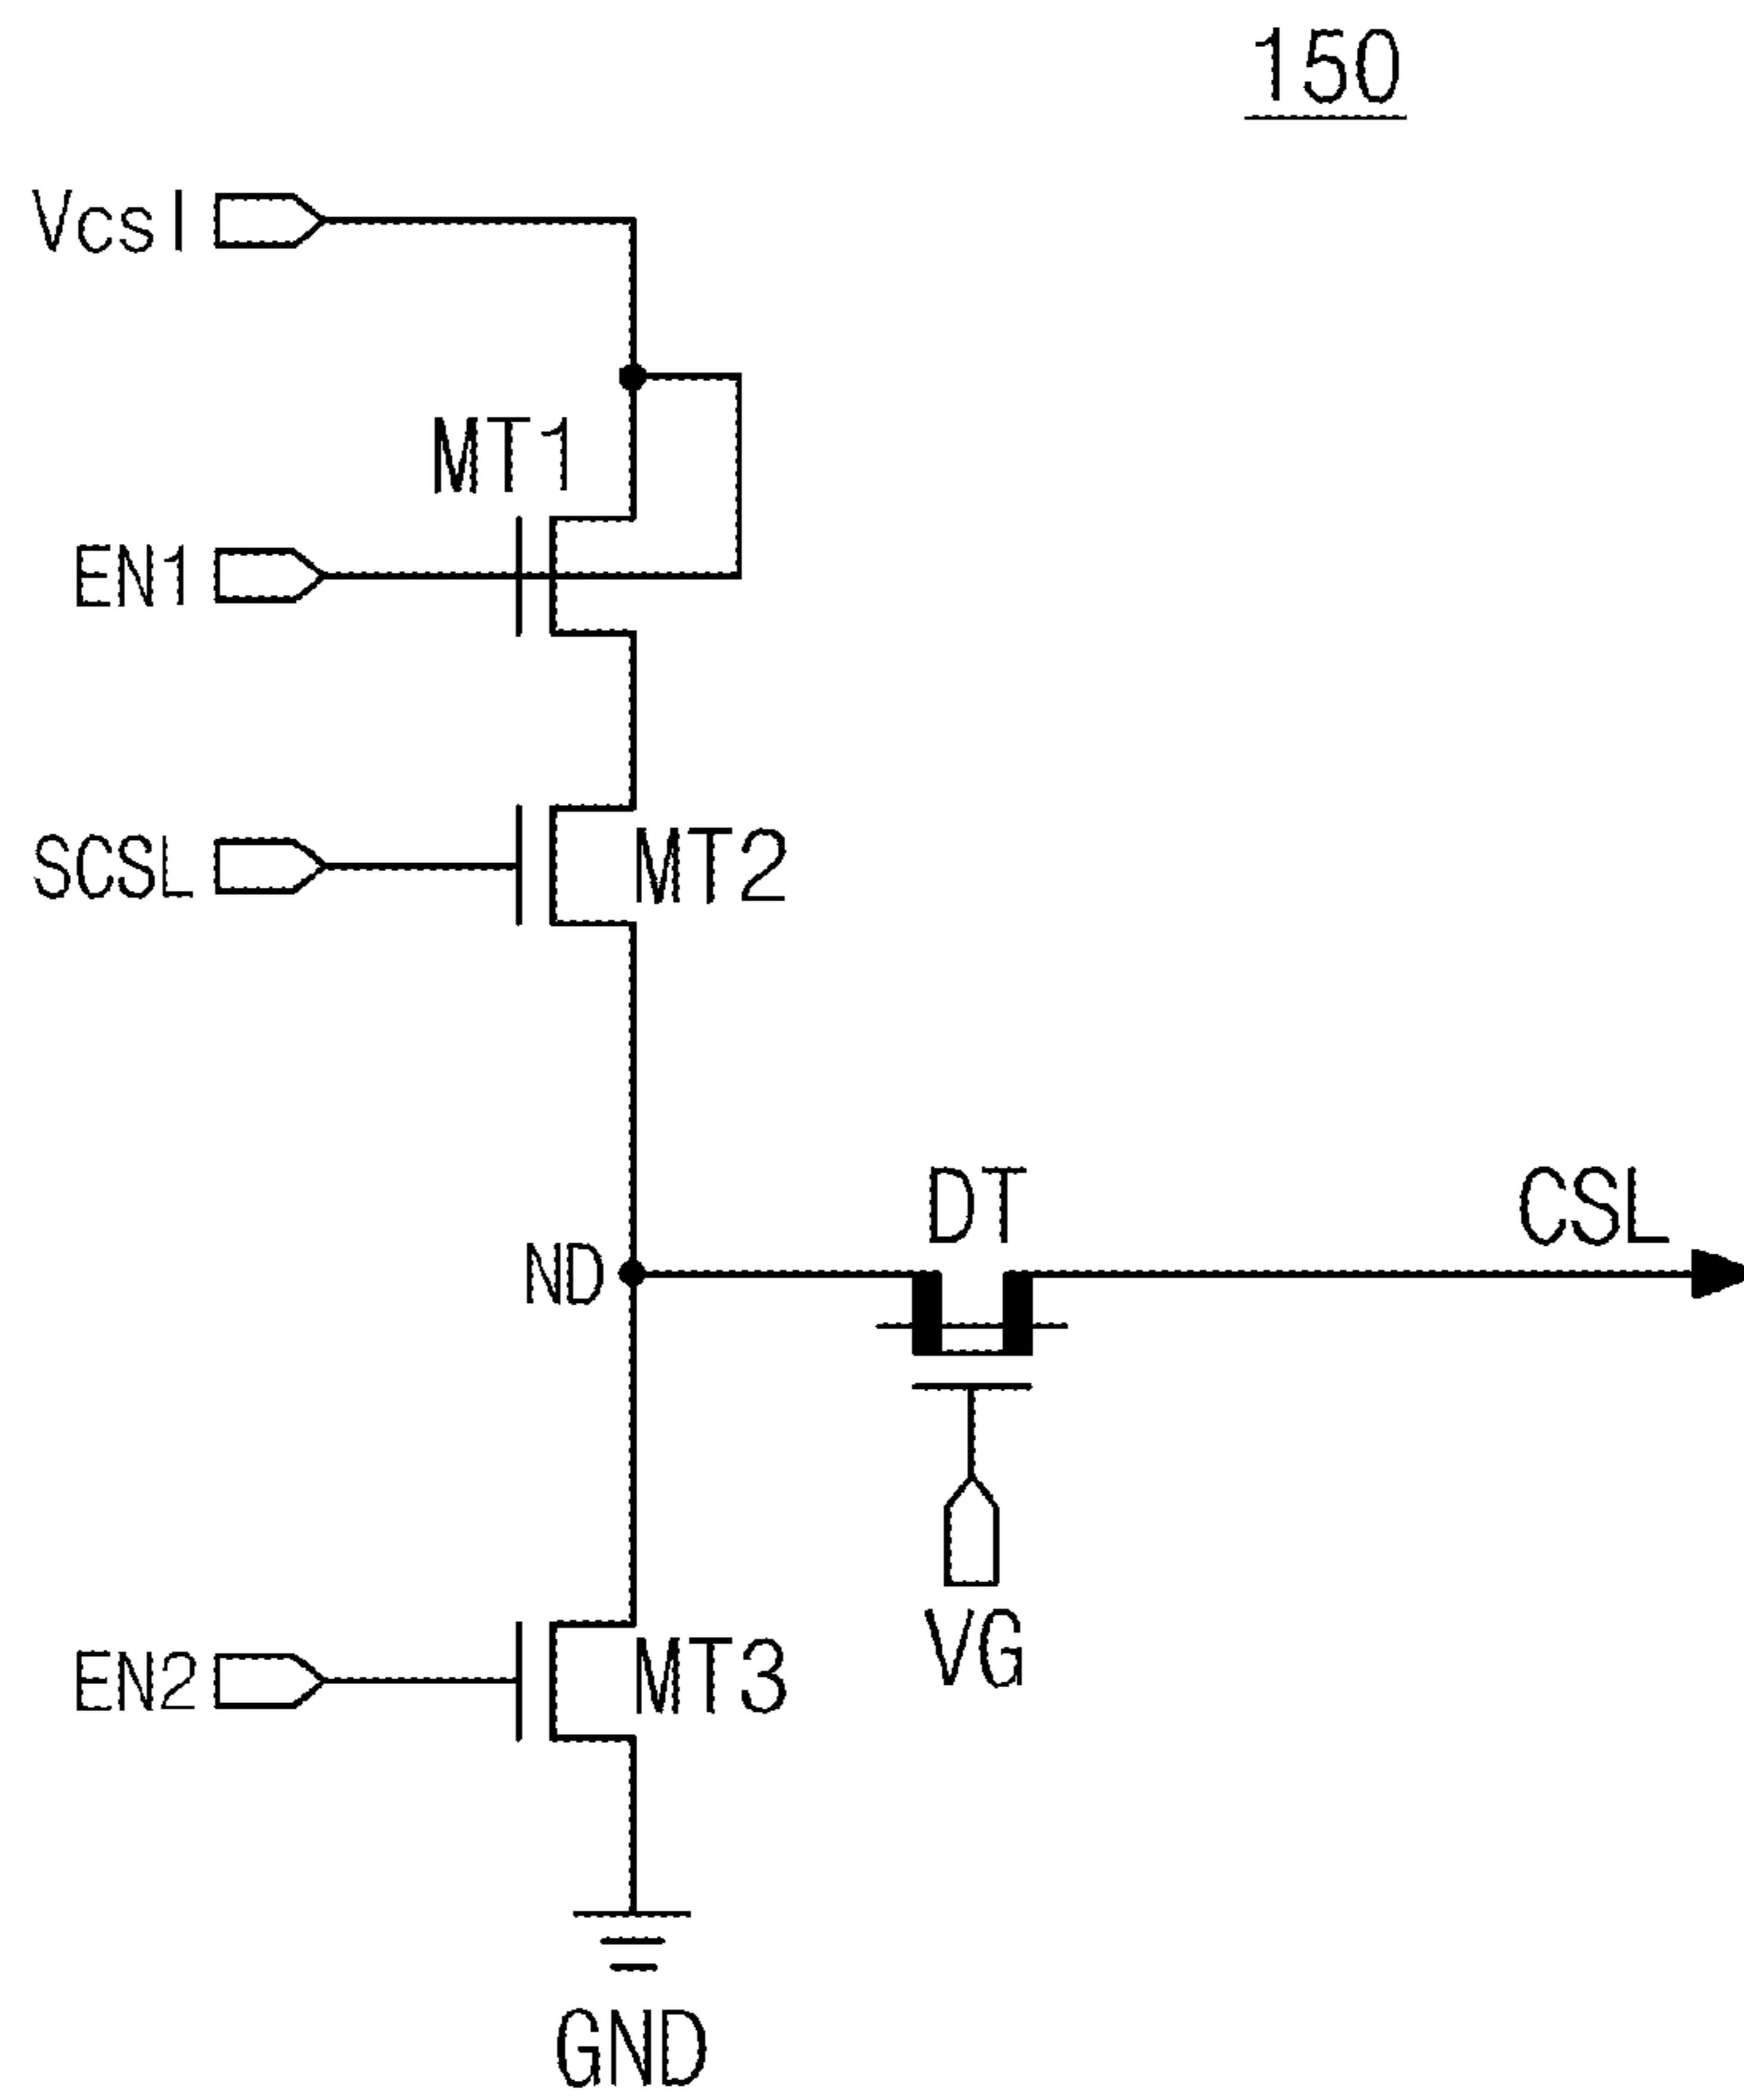 150
Vcsl
MT1
EN1
SCSL
MT2
DT
CSL
ND
VG
EN2
MT3
GND